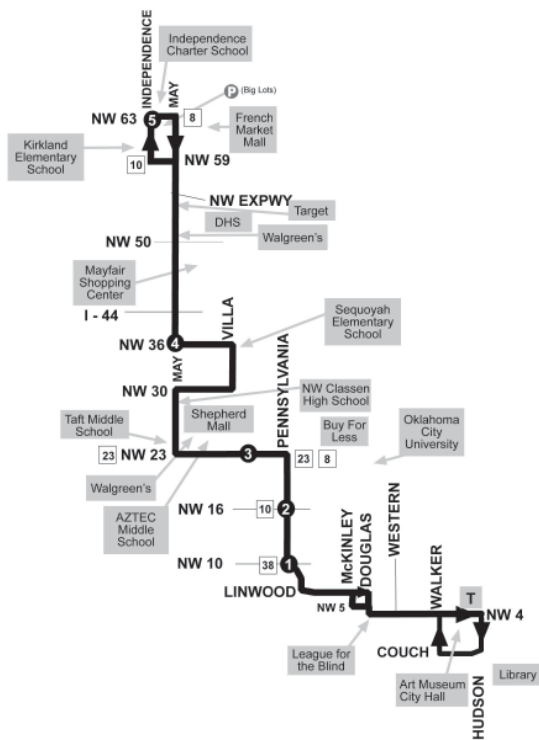 Independence
Charter School
INDEPENDENCE
MAY
P (Big Lots)
NW 63
5
8
French
Market
Mall
Kirkland
Elementary
School
10
NW 59
NW EXPWY
Target
DHS
Walgreen's
NW 50
Mayfair
Shopping
Center
I - 44
VILLA
Sequoyah
Elementary
School
NW 36
4
MAY
PENNSYLVANIA
NW 30
NW Classen
High School
Taft Middle
School
Shepherd
Mall
Buy For
Less
Oklahoma
City
University
23
NW 23
3
23
8
Walgreen's
AZTEC
Middle
School
NW 16
10
2
McKINLEY
DOUGLAS
WESTERN
NW 10
38
1
WALKER
LINWOOD
NW 5
T
NW 4
League for
the Blind
COUCH
Art Museum
City Hall
Library
HUDSON